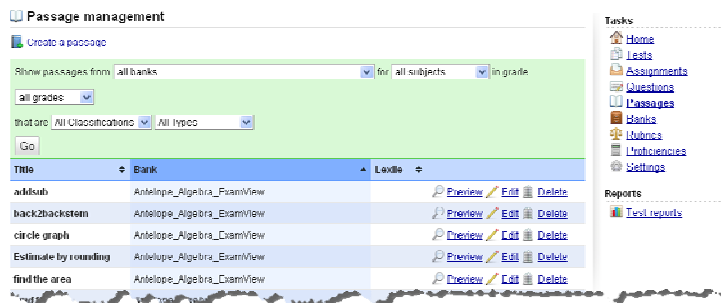 Passage management
Create a passage
Show passages from all banks for all subjects in grade
all grades
that are All Classifications All Types
Go
Title Bank Lexile
addsub Antelope_Algebra_ExamView Preview Edit Delete
back2backstem Antelope_Algebra_ExamView Preview Edit Delete
circle graph Antelope_Algebra_ExamView Preview Edit Delete
Estimate by rounding Antelope_Algebra_ExamView Preview Edit Delete
find the area Antelope_Algebra_ExamView Preview Edit Delete
Tasks
Home
Tests
Assignments
Questions
Passages
Banks
Rubrics
Proficiencies
Settings
Reports
Test reports